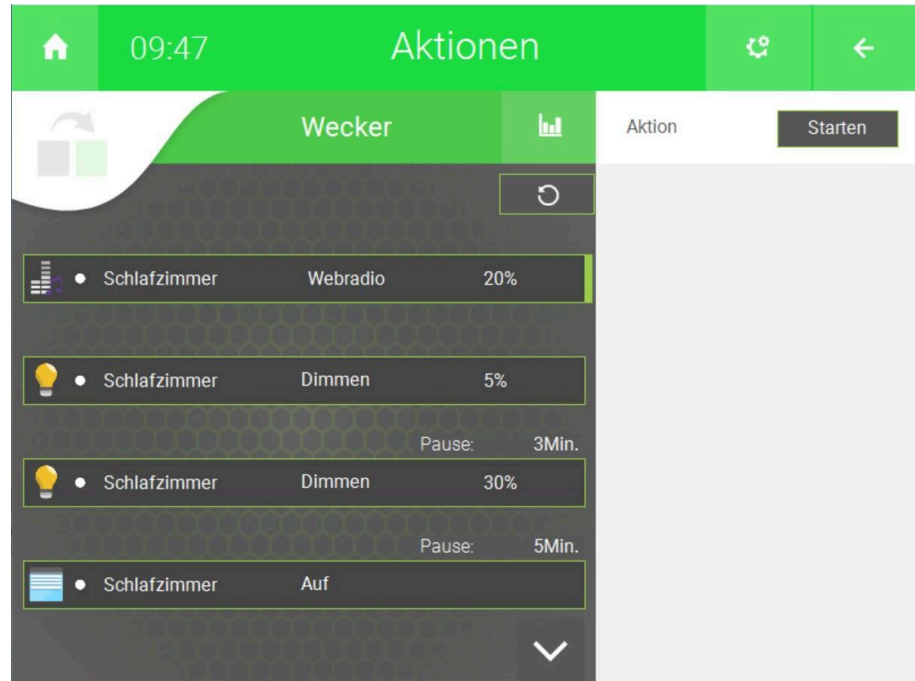 09:47 Aktionen
Wecker
Aktion Starten
Schlafzimmer Webradio 20%
Schlafzimmer Dimmen 5%
Pause: 3Min.
Schlafzimmer Dimmen 30%
Pause: 5Min.
Schlafzimmer Auf